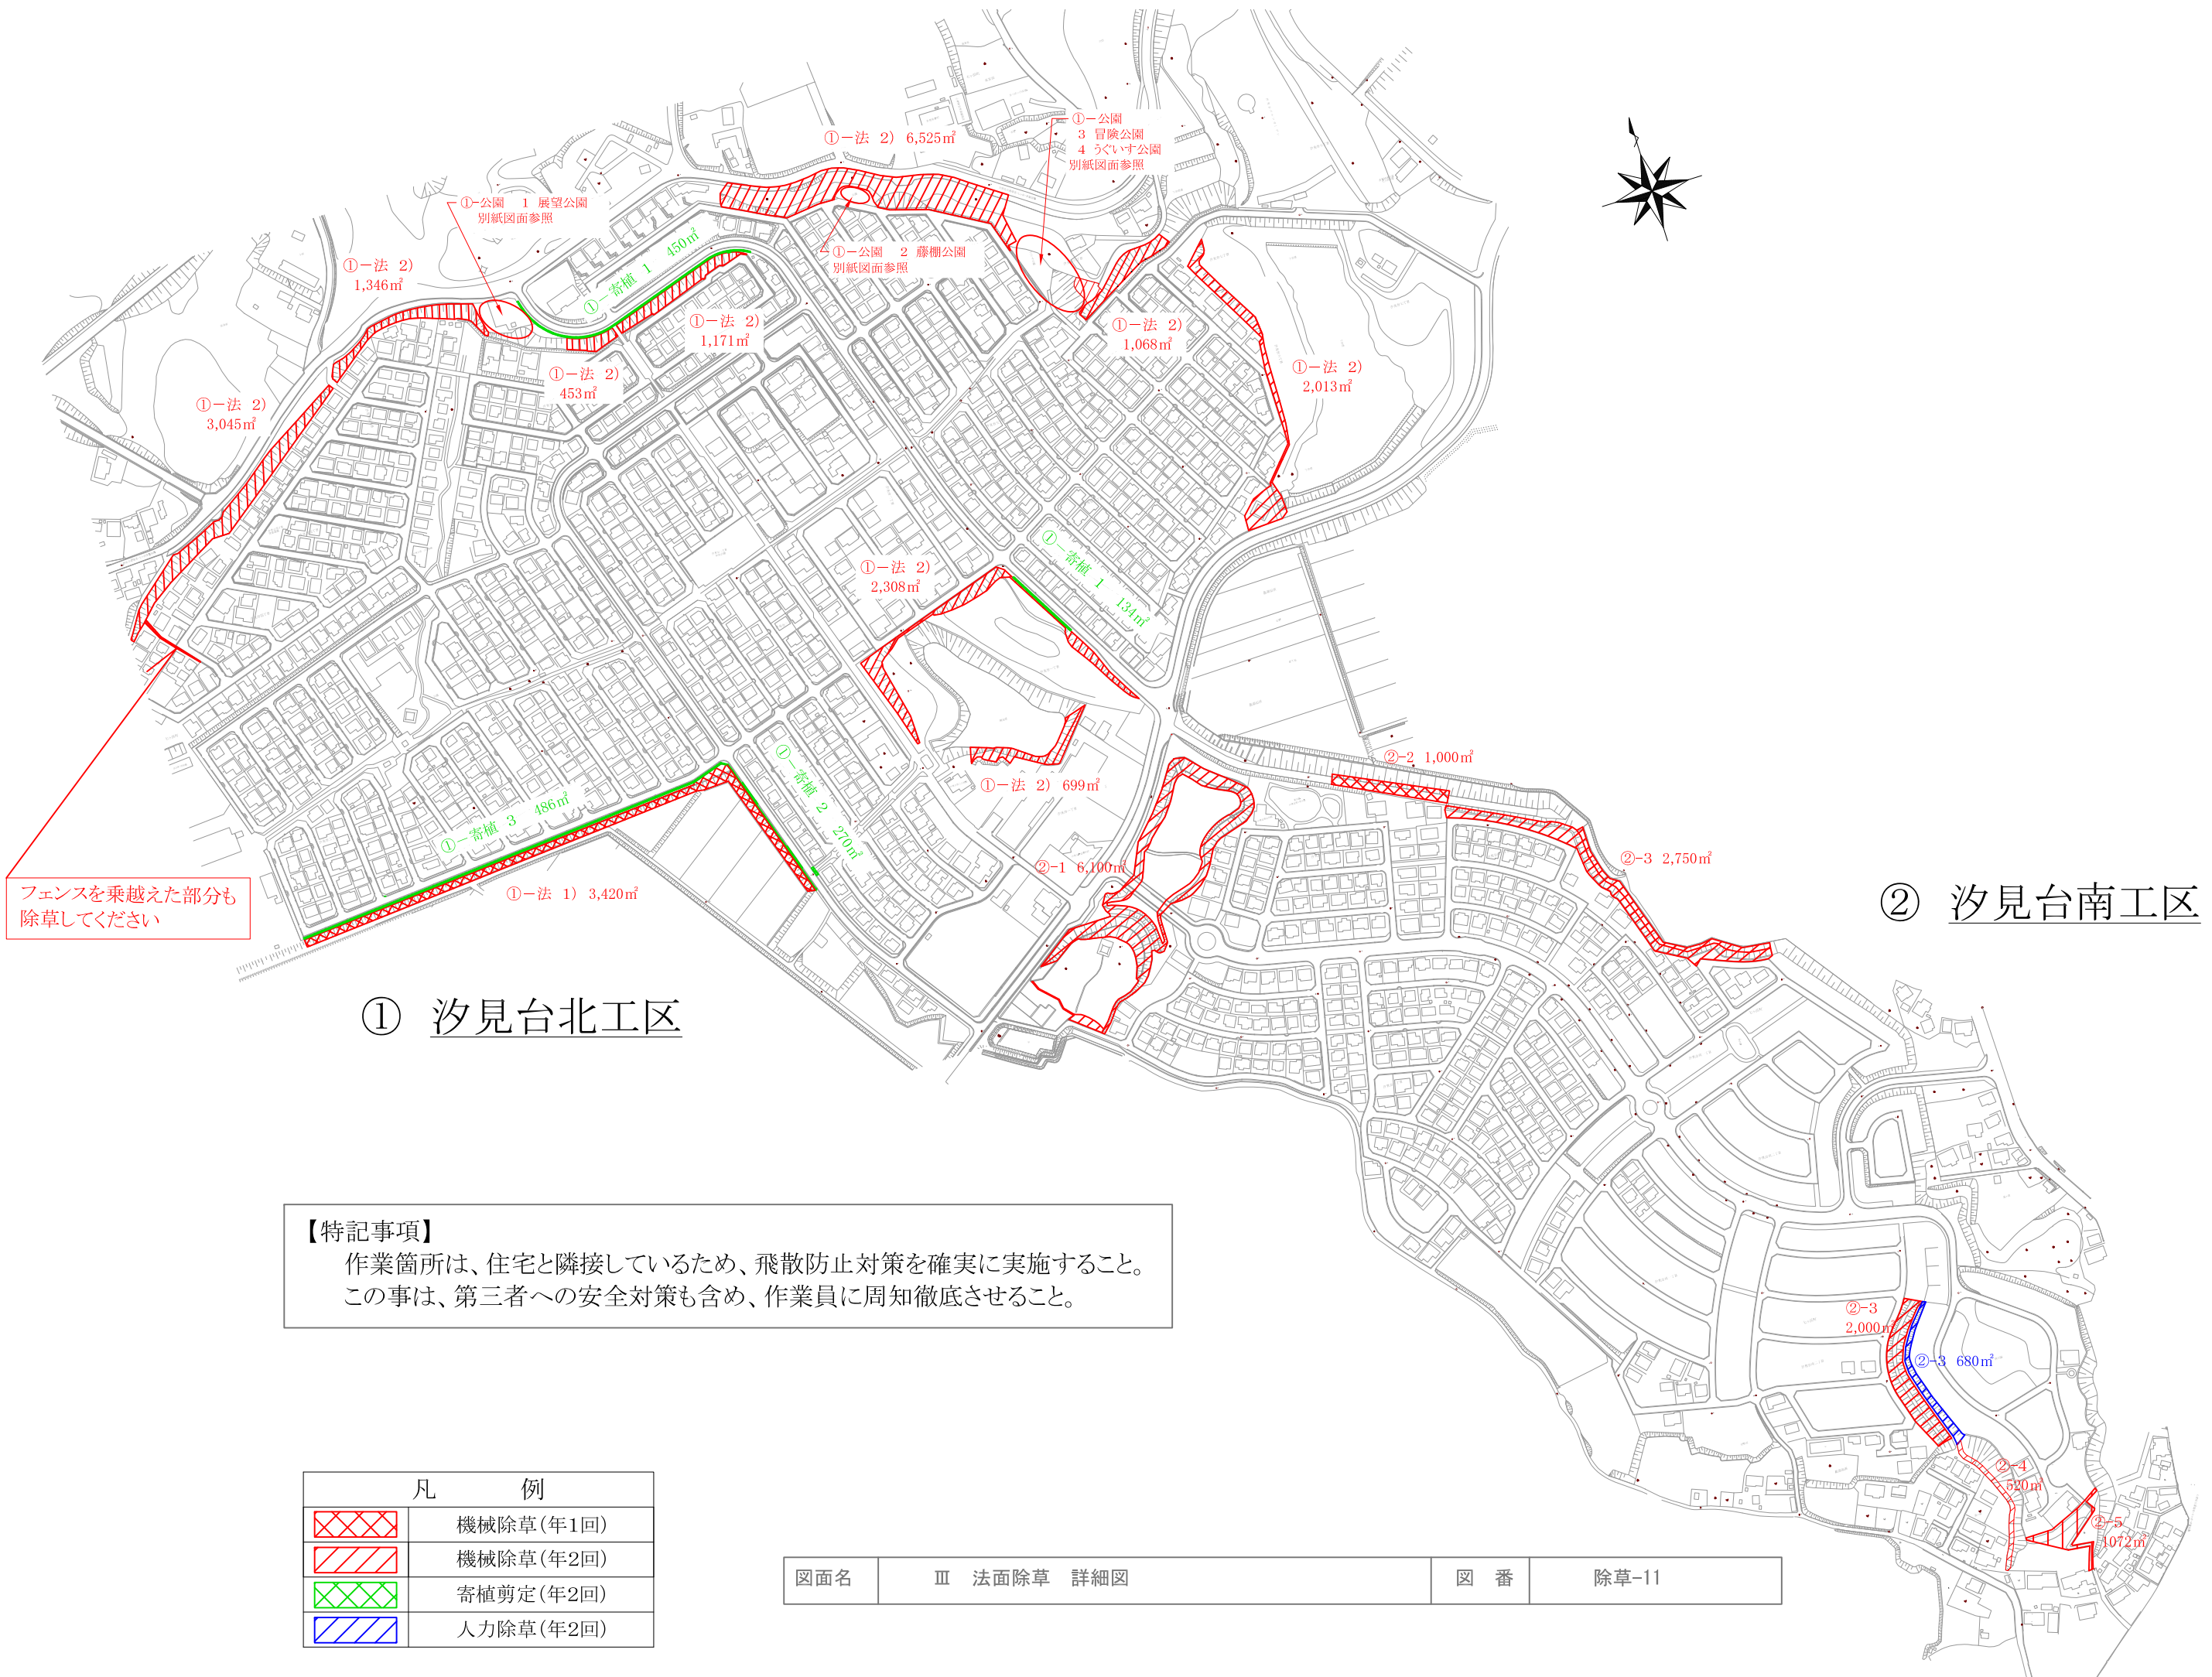 ①－法 2) 6,525㎡
①－公園
3 冒険公園
4 うぐいす公園
別紙図面参照
①－公園 1 展望公園
別紙図面参照
①－寄植 1 450㎡
①－公園 2 藤棚公園
別紙図面参照
①－法 2)
1,346㎡
①－法 2)
1,171㎡
①－法 2)
1,068㎡
①－法 2)
453㎡
①－法 2)
2,013㎡
①－法 2)
3,045㎡
①－法 2)
2,308㎡
①－寄植 1 134㎡
①－寄植 2 270㎡
①－法 2) 699㎡
②-2 1,000㎡
①－寄植 3 486㎡
②-1 6,100㎡
②-3 2,750㎡
①－法 1) 3,420㎡
フェンスを乗越えた部分も
除草してください
② 汐見台南工区
① 汐見台北工区
【特記事項】
作業箇所は、住宅と隣接しているため、飛散防止対策を確実に実施すること。
この事は、第三者への安全対策も含め、作業員に周知徹底させること。
②-3
2,000㎡
②-3 680㎡
②-4
520㎡
②-5
1072㎡
凡 例
機械除草(年1回)
機械除草(年2回)
寄植剪定(年2回)
人力除草(年2回)
図面名 Ⅲ 法面除草 詳細図 図 番 除草-11